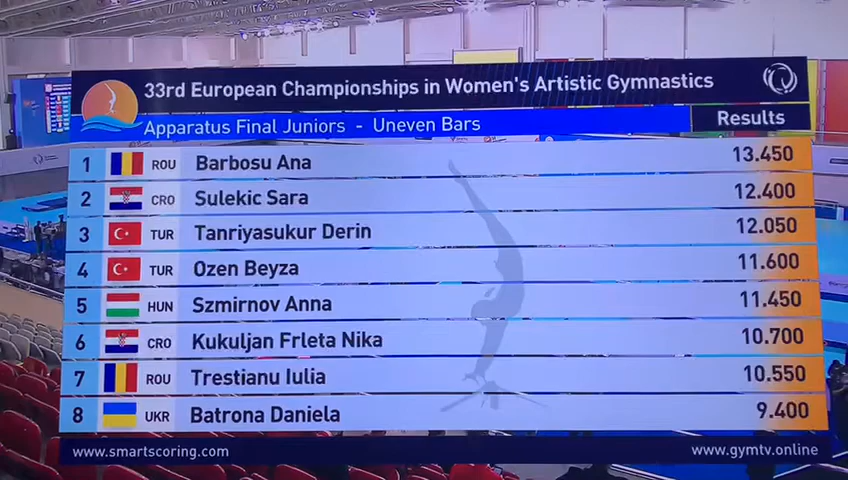 33rd European Championships in Women's Artistic Gymnastics
Apparatus Final Juniors - Uneven Bars Results
1 ROU Barbosu Ana 13.450
2 CRO Sulekic Sara 12.400
3 TUR Tanriyasukur Derin 12.050
4 TUR Ozen Beyza 11.600
5 HUN Szmirnov Anna 11.450
6 CRO Kukuljan Frleta Nika 10.700
7 ROU Trestianu Iulia 10.550
8 UKR Batrona Daniela 9.400
www.smartscoring.com www.gymtv.online